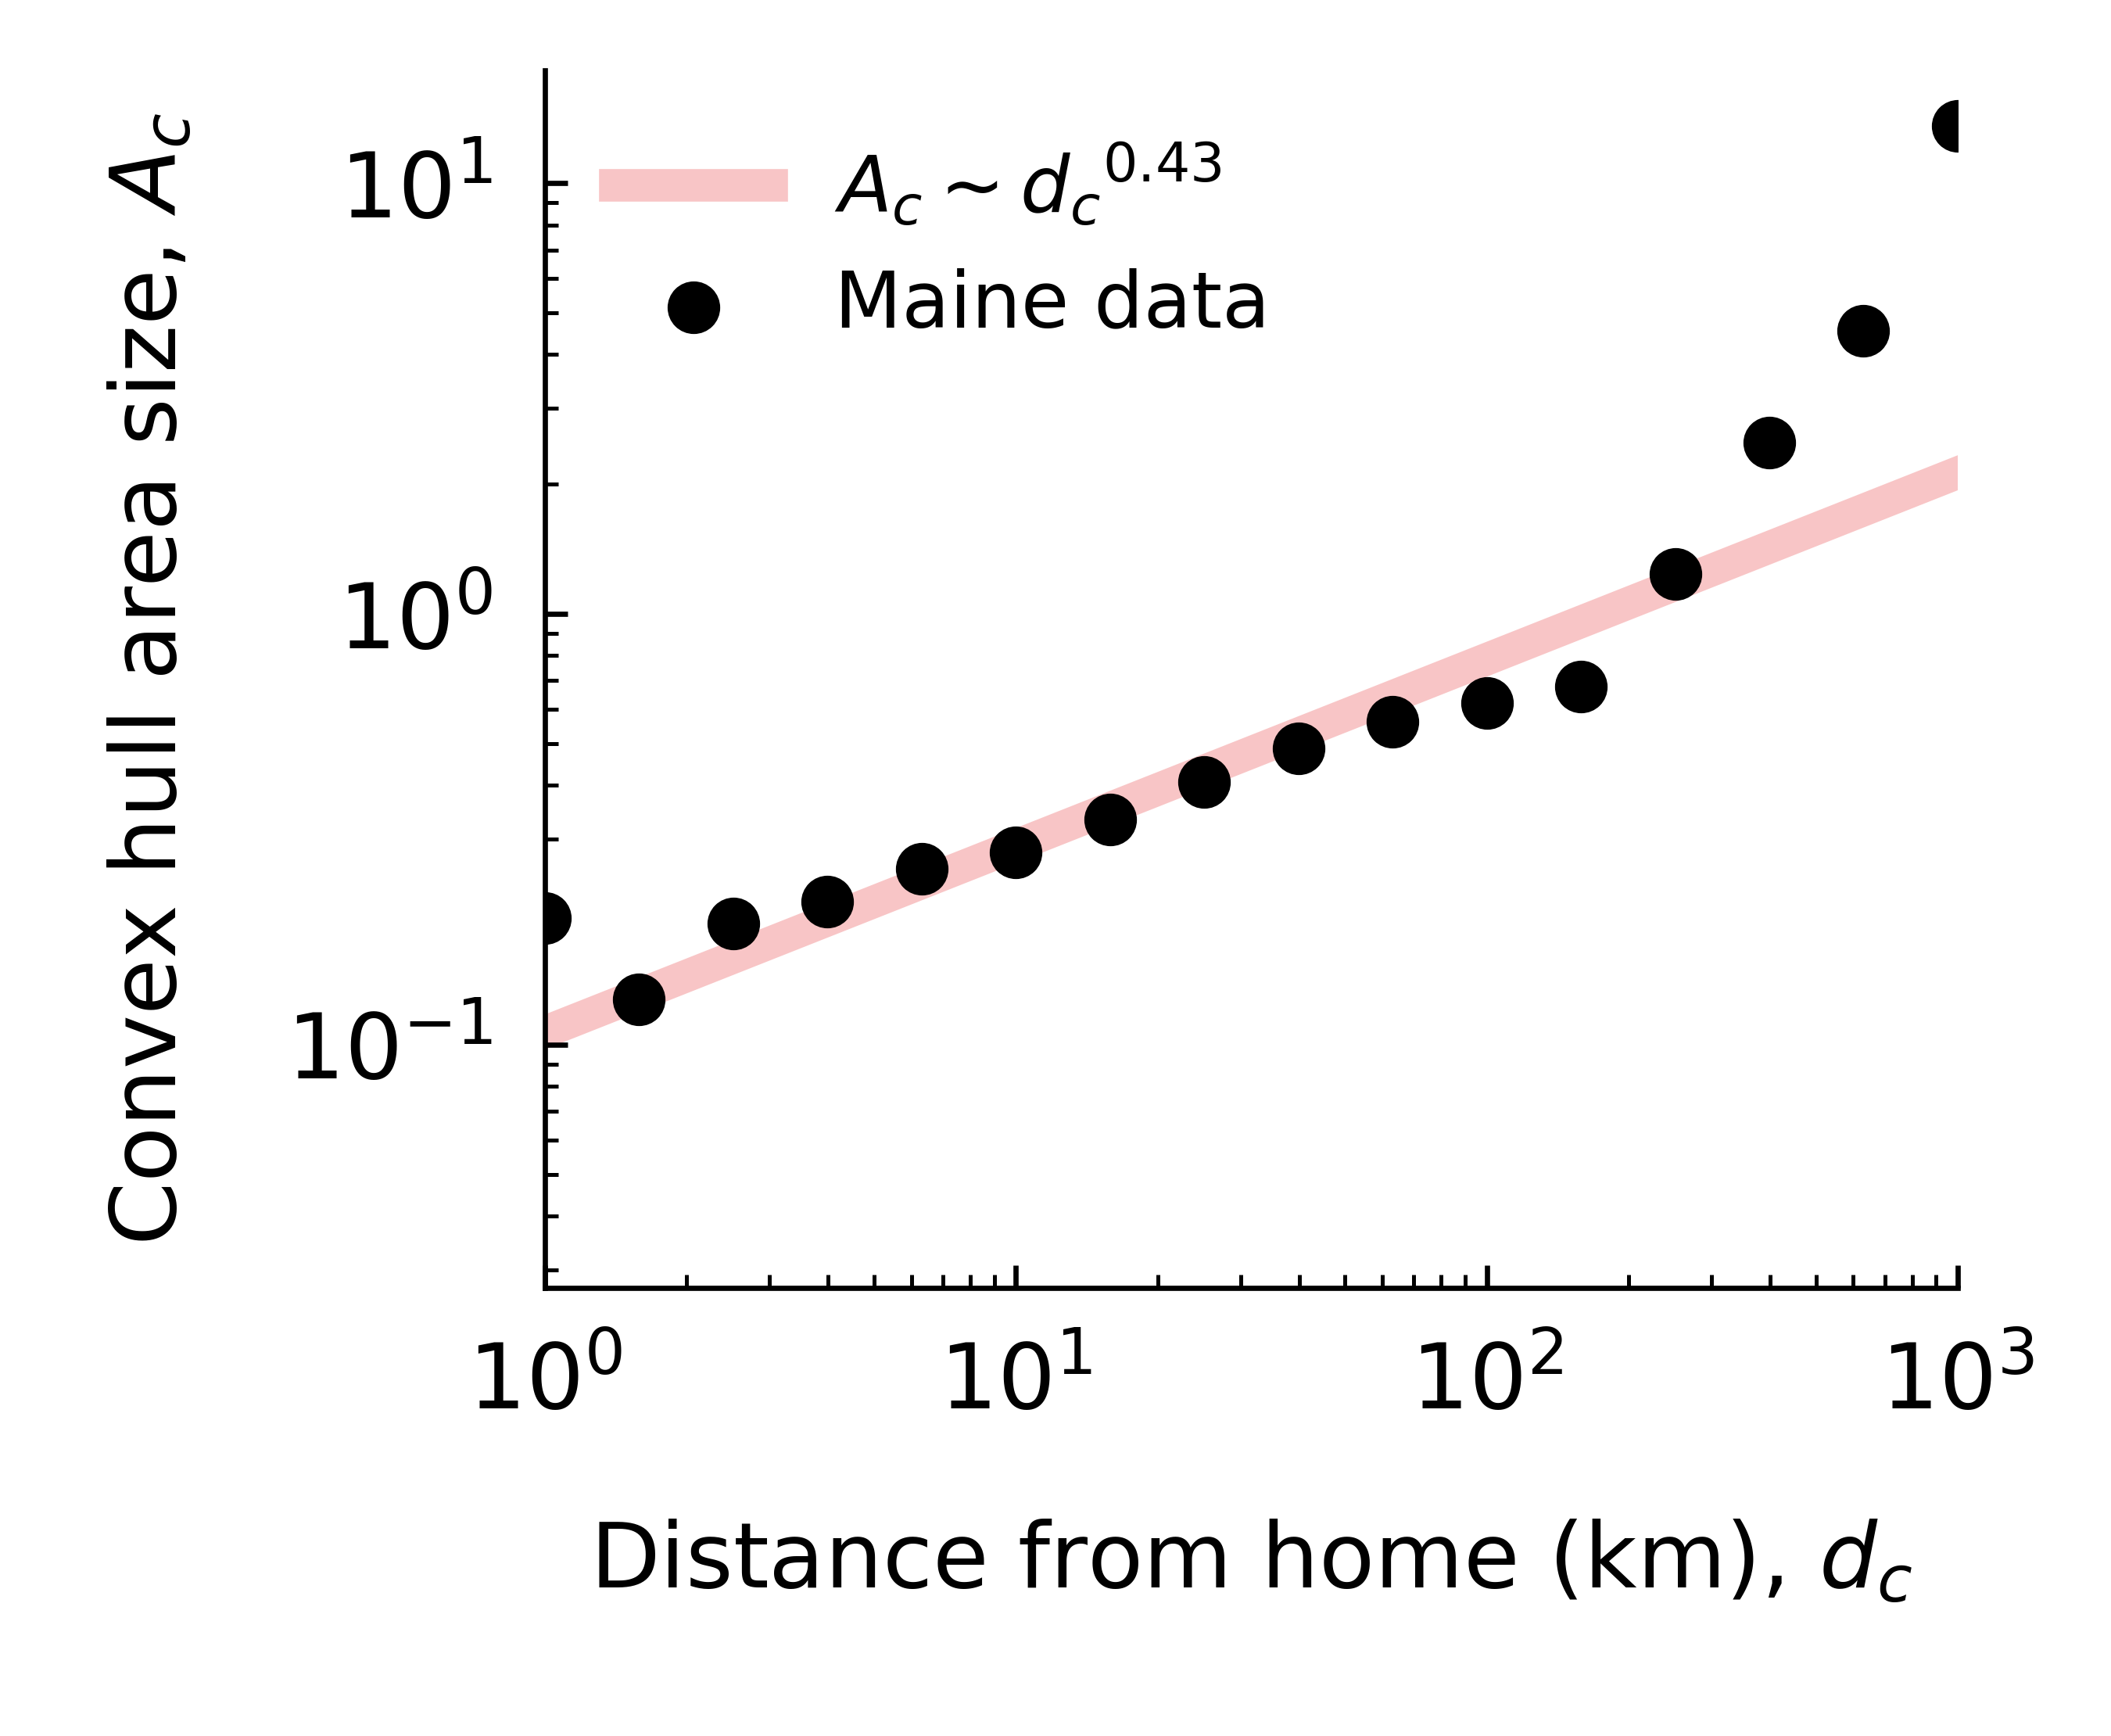 Convex hull area size, A_c
10^1
10^0
10^−1
A_c ~ d_c^0.43
Maine data
10^0 10^1 10^2 10^3
Distance from home (km), d_c